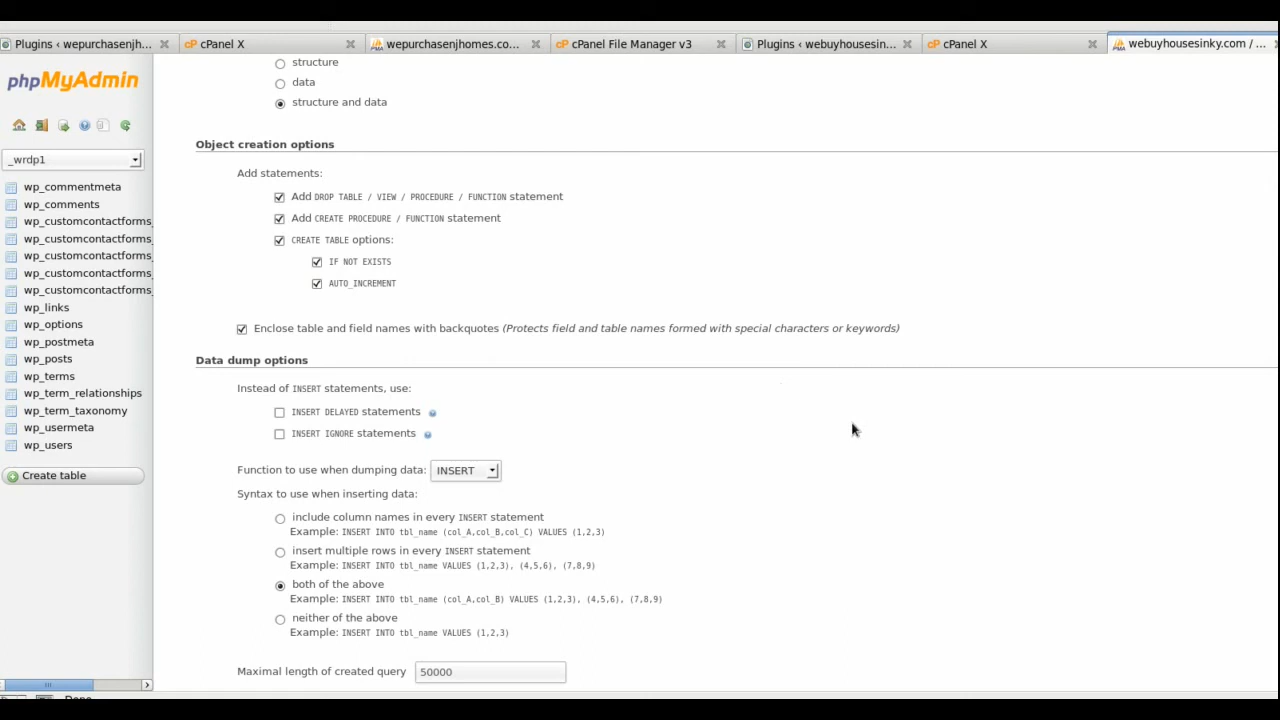 Plugins ‹ wepurchasenjh...
cPanel X
wepurchasenjhomes.co...
cPanel File Manager v3
Plugins ‹ webuyhousesin...
cPanel X
webuyhousesinky.com / ...
phpMyAdmin
_wrdp1
wp_commentmeta
wp_comments
wp_customcontactforms_
wp_customcontactforms_
wp_customcontactforms_
wp_customcontactforms_
wp_customcontactforms_
wp_links
wp_options
wp_postmeta
wp_posts
wp_terms
wp_term_relationships
wp_term_taxonomy
wp_usermeta
wp_users
Create table
structure
data
structure and data
Object creation options
Add statements:
Add DROP TABLE / VIEW / PROCEDURE / FUNCTION statement
Add CREATE PROCEDURE / FUNCTION statement
CREATE TABLE options:
IF NOT EXISTS
AUTO_INCREMENT
Enclose table and field names with backquotes (Protects field and table names formed with special characters or keywords)
Data dump options
Instead of INSERT statements, use:
INSERT DELAYED statements
INSERT IGNORE statements
Function to use when dumping data: INSERT
Syntax to use when inserting data:
include column names in every INSERT statement
Example: INSERT INTO tbl_name (col_A,col_B,col_C) VALUES (1,2,3)
insert multiple rows in every INSERT statement
Example: INSERT INTO tbl_name VALUES (1,2,3), (4,5,6), (7,8,9)
both of the above
Example: INSERT INTO tbl_name (col_A,col_B) VALUES (1,2,3), (4,5,6), (7,8,9)
neither of the above
Example: INSERT INTO tbl_name VALUES (1,2,3)
Maximal length of created query 50000